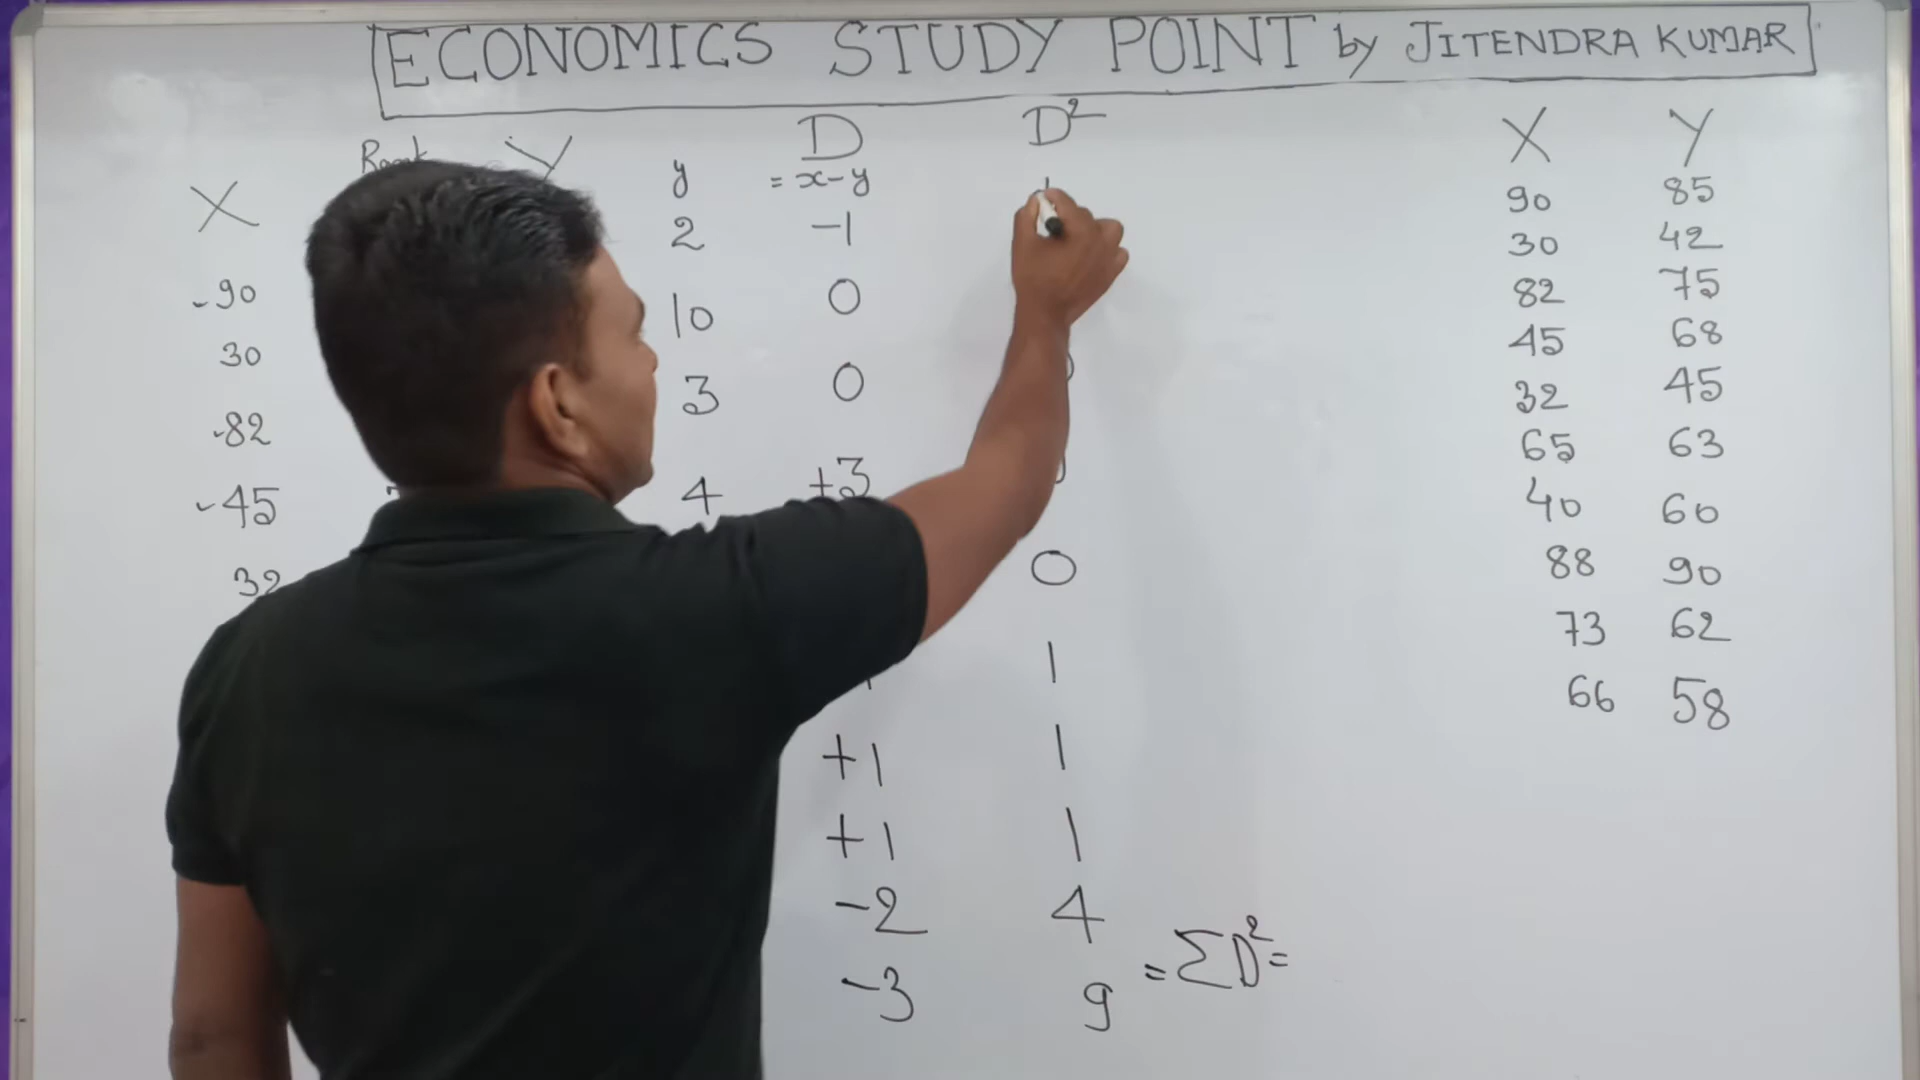 ECONOMICS STUDY POINT by JITENDRA KUMAR
X Rank Y y D = x-y D²
2 -1
-90 10 0
30 3 0
-82 4 +3
-45
32 0
1
+1 1
+1 1
-2 4
-3 9 = ΣD² =
X Y
90 85
30 42
82 75
45 68
32 45
65 63
40 60
88 90
73 62
66 58